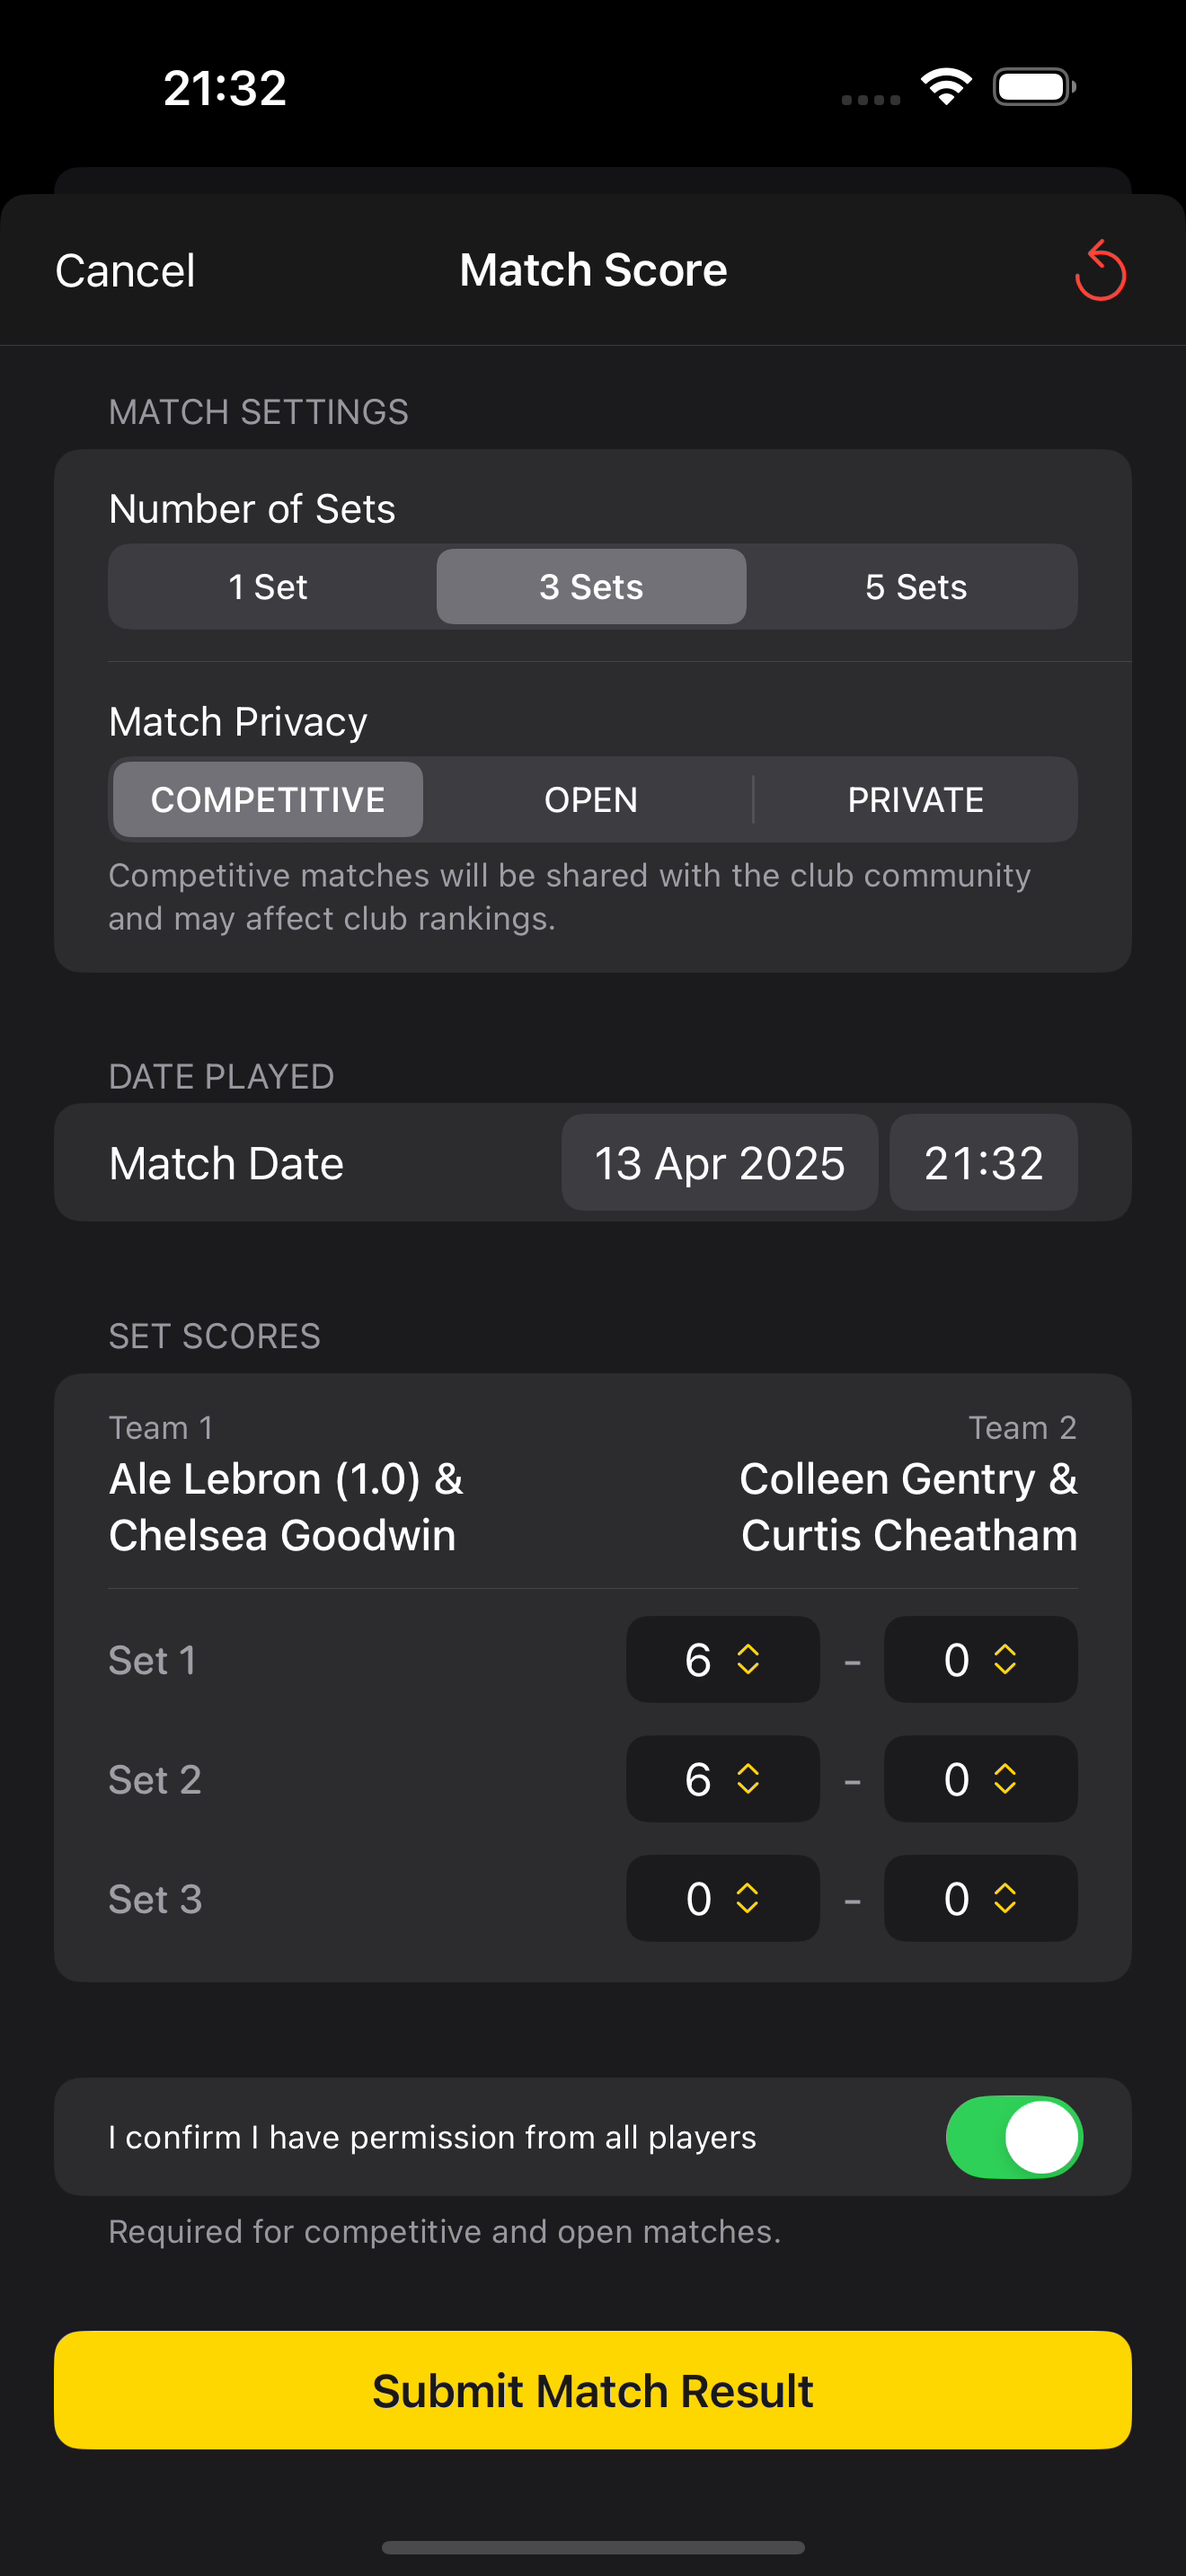 21:32
Cancel
Match Score
MATCH SETTINGS
Number of Sets
1 Set
3 Sets
5 Sets
Match Privacy
COMPETITIVE
OPEN
PRIVATE
Competitive matches will be shared with the club community
and may affect club rankings.
DATE PLAYED
Match Date
13 Apr 2025
21:32
SET SCORES
Team 1
Ale Lebron (1.0) &
Chelsea Goodwin
Team 2
Colleen Gentry &
Curtis Cheatham
Set 1
6 - 0
Set 2
6 - 0
Set 3
0 - 0
I confirm I have permission from all players
Required for competitive and open matches.
Submit Match Result